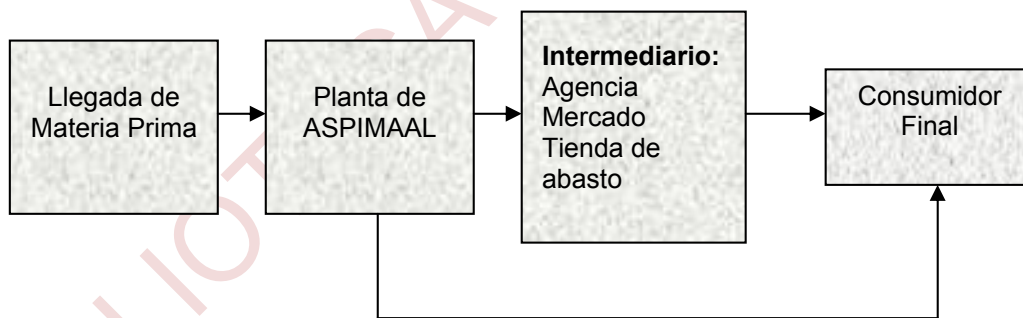 Llegada de
Materia Prima
Planta de
ASPIMAAL
Intermediario:
Agencia
Mercado
Tienda de
abasto
Consumidor
Final